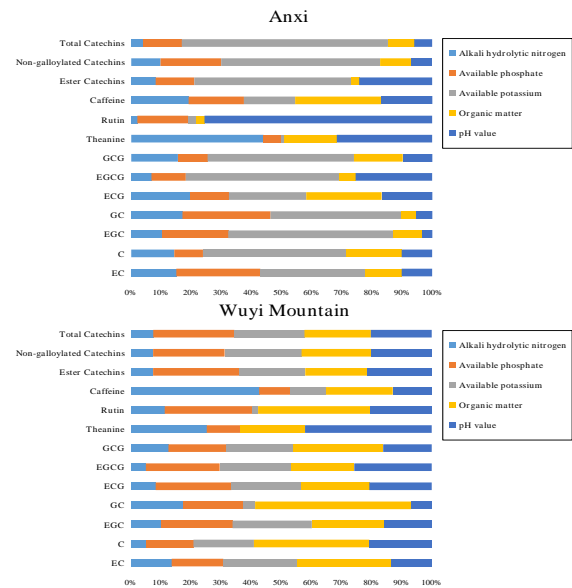 Anxi
Total Catechins
Non-galloylated Catechins
Ester Catechins
Caffeine
Rutin
Theanine
GCG
EGCG
ECG
GC
EGC
C
EC
0% 10% 20% 30% 40% 50% 60% 70% 80% 90% 100%
Alkali hydrolytic nitrogen
Available phosphate
Available potassium
Organic matter
pH value
Wuyi Mountain
Total Catechins
Non-galloylated Catechins
Ester Catechins
Caffeine
Rutin
Theanine
GCG
EGCG
ECG
GC
EGC
C
EC
0% 10% 20% 30% 40% 50% 60% 70% 80% 90% 100%
Alkali hydrolytic nitrogen
Available phosphate
Available potassium
Organic matter
pH value